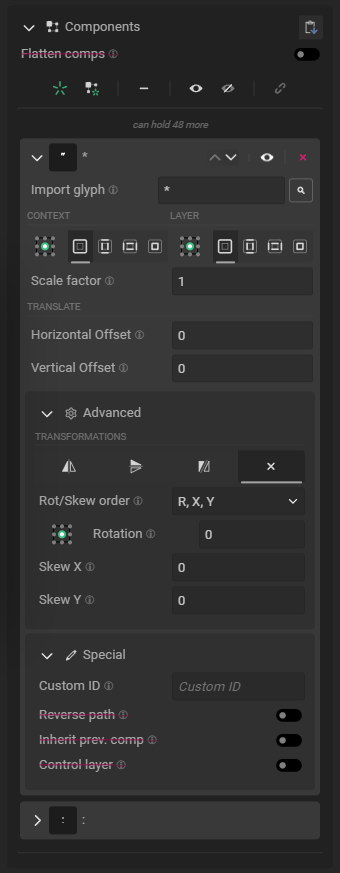 Components
Flatten comps
can hold 48 more
" *
Import glyph *
CONTEXT LAYER
Scale factor 1
TRANSLATE
Horizontal Offset 0
Vertical Offset 0
Advanced
TRANSFORMATIONS
Rot/Skew order R, X, Y
Rotation 0
Skew X 0
Skew Y 0
Special
Custom ID Custom ID
Reverse path
Inherit prev. comp
Control layer
: :